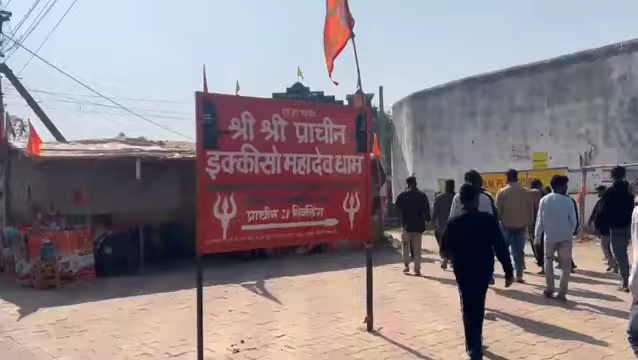 श्री श्री प्राचीन
इक्कीसो महादेव धाम
प्राचीन 21 शिवलिंग